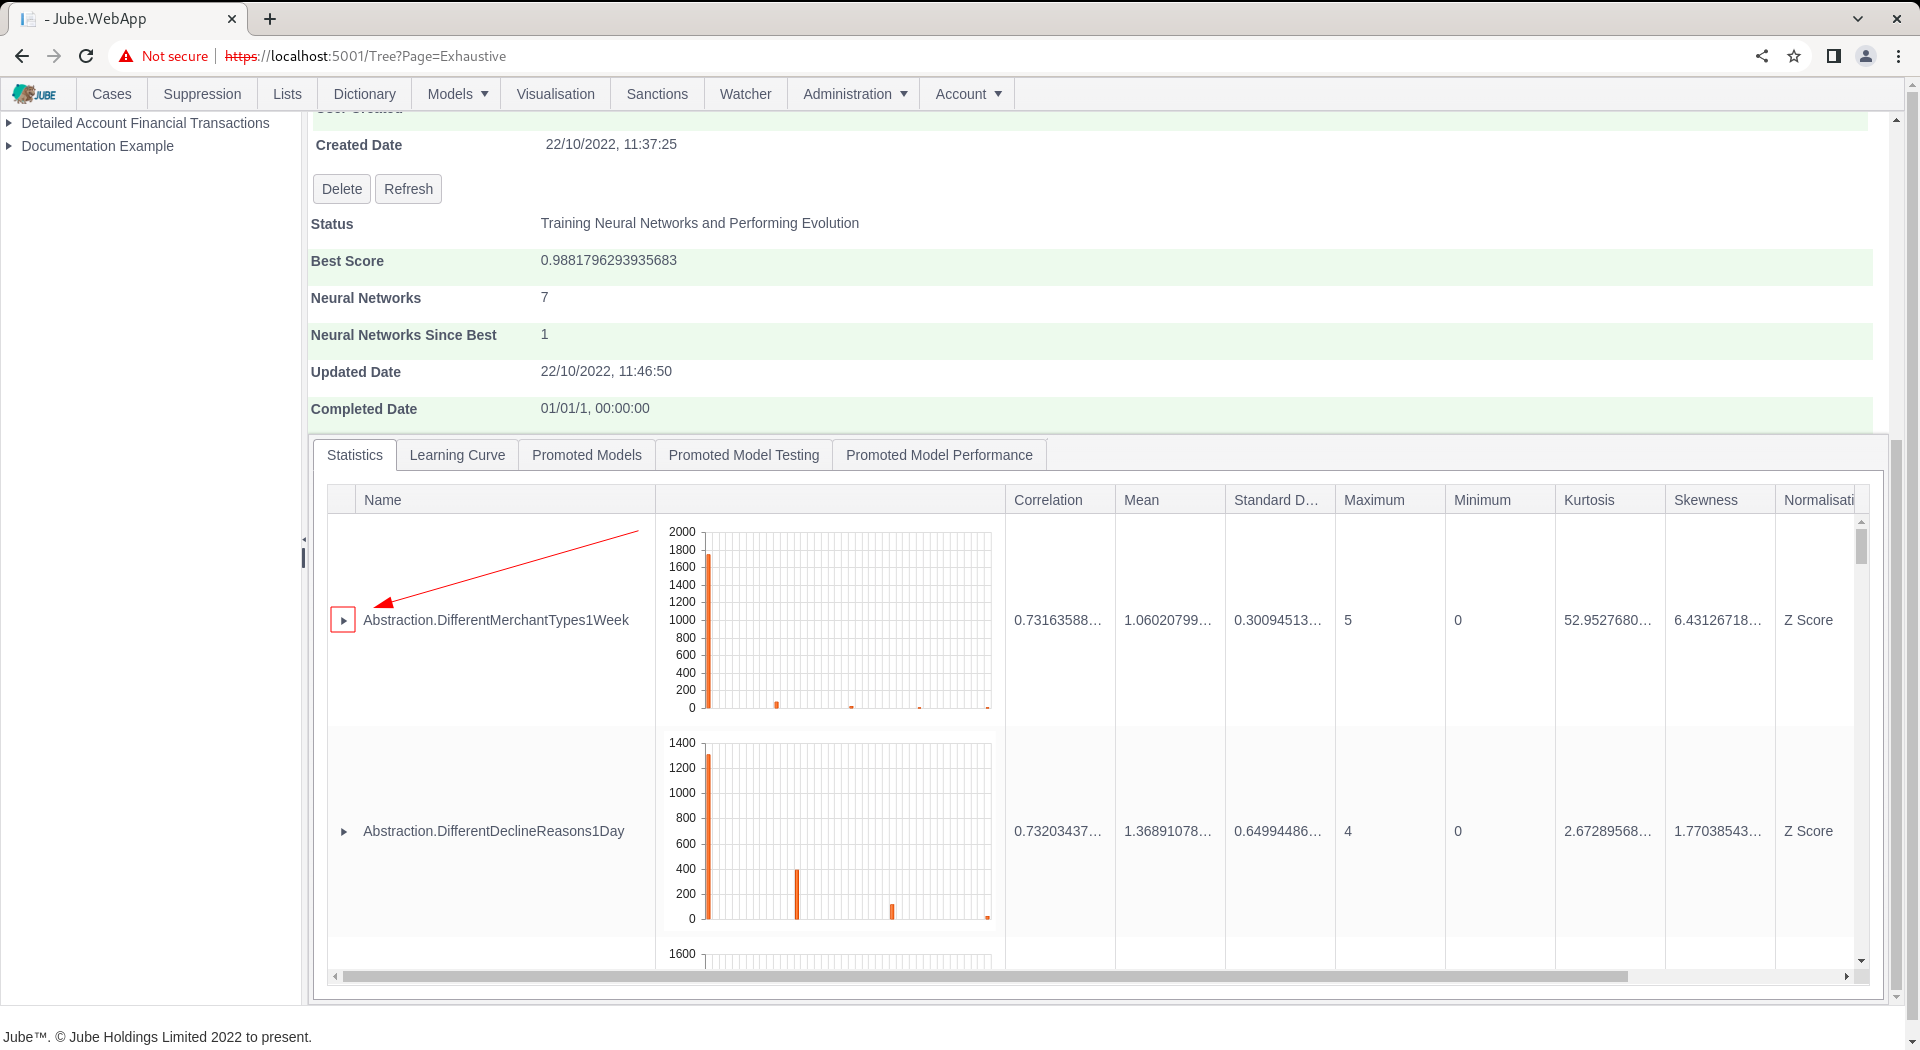 - Jube.WebApp
Not secure https://localhost:5001/Tree?Page=Exhaustive
JUBE Cases Suppression Lists Dictionary Models Visualisation Sanctions Watcher Administration Account
Detailed Account Financial Transactions
Documentation Example
Created Date 22/10/2022, 11:37:25
Delete Refresh
Status Training Neural Networks and Performing Evolution
Best Score 0.9881796293935683
Neural Networks 7
Neural Networks Since Best 1
Updated Date 22/10/2022, 11:46:50
Completed Date 01/01/1, 00:00:00
Statistics Learning Curve Promoted Models Promoted Model Testing Promoted Model Performance
Name Correlation Mean Standard D... Maximum Minimum Kurtosis Skewness Normalisati
2000
1800
1600
1400
1200
1000
800
600
400
200
0
Abstraction.DifferentMerchantTypes1Week 0.73163588... 1.06020799... 0.30094513... 5 0 52.9527680... 6.43126718... Z Score
1400
1200
1000
800
600
400
200
0
Abstraction.DifferentDeclineReasons1Day 0.73203437... 1.36891078... 0.64994486... 4 0 2.67289568... 1.77038543... Z Score
1600
Jube™. © Jube Holdings Limited 2022 to present.